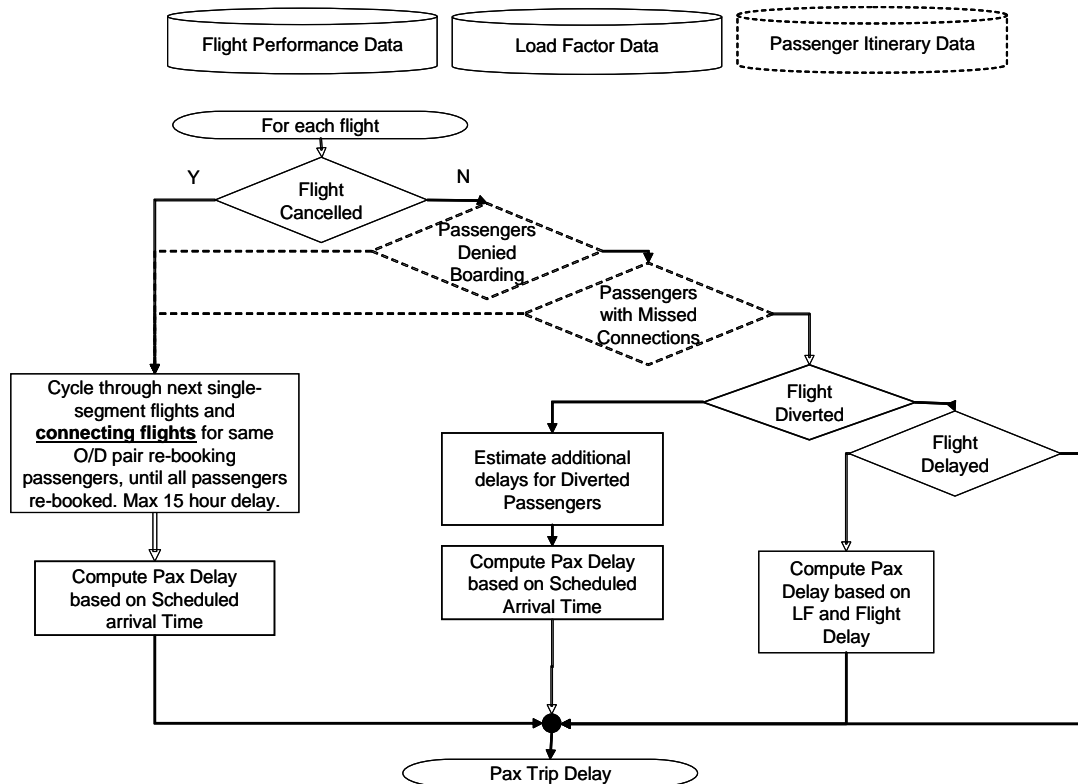 Flight Performance Data
Load Factor Data
Passenger Itinerary Data
For each flight
Y
N
Flight
Cancelled
Passengers
Denied
Boarding
Passengers
with Missed
Connections
Cycle through next single-
segment flights and
connecting flights for same
O/D pair re-booking
passengers, until all passengers
re-booked. Max 15 hour delay.
Flight
Diverted
Flight
Delayed
Estimate additional
delays for Diverted
Passengers
Compute Pax Delay
based on Scheduled
arrival Time
Compute Pax Delay
based on Scheduled
Arrival Time
Compute Pax
Delay based on
LF and Flight
Delay
Pax Trip Delay